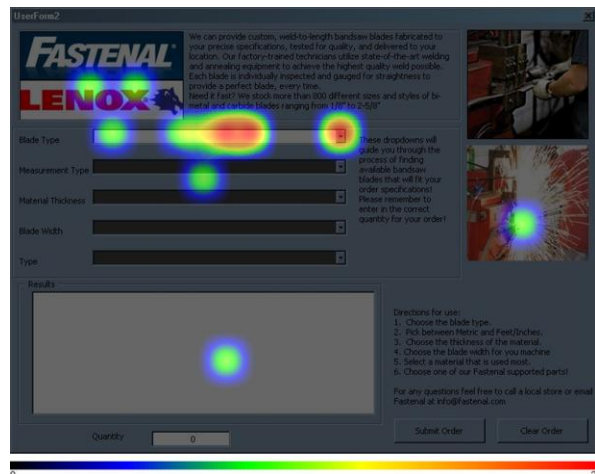 UserForm2
FASTENAL
LENOX
We can provide custom, weld-to-length bandsaw blades fabricated to
your precise specifications, tested for quality, and delivered to your
location. Our factory-trained technicians utilize state-of-the-art welding
and annealing equipment to achieve the highest quality weld possible.
Each blade is individually inspected and gauged for straightness to
provide a perfect blade, every time.
Need it fast? We stock more than 800 different sizes and styles of bi-
metal and carbide blades ranging from 1/8" to 2-5/8"
Blade Type
Measurement Type
Material Thickness
Blade Width
Type
These dropdowns will
guide you through the
process of finding
available bandsaw
blades that will fit your
order specifications!
Please remember to
enter in the correct
quantity for your order!
Results
Directions for use:
1. Choose the blade type.
2. Pick between Metric and Feet/Inches.
3. Choose the thickness of the material.
4. Choose the blade width for you machine
5. Select a material that is used most.
6. Choose one of our Fastenal supported parts!
For any questions feel free to call a local store or email
Fastenal at info@fastenal.com
Quantity
0
Submit Order
Clear Order